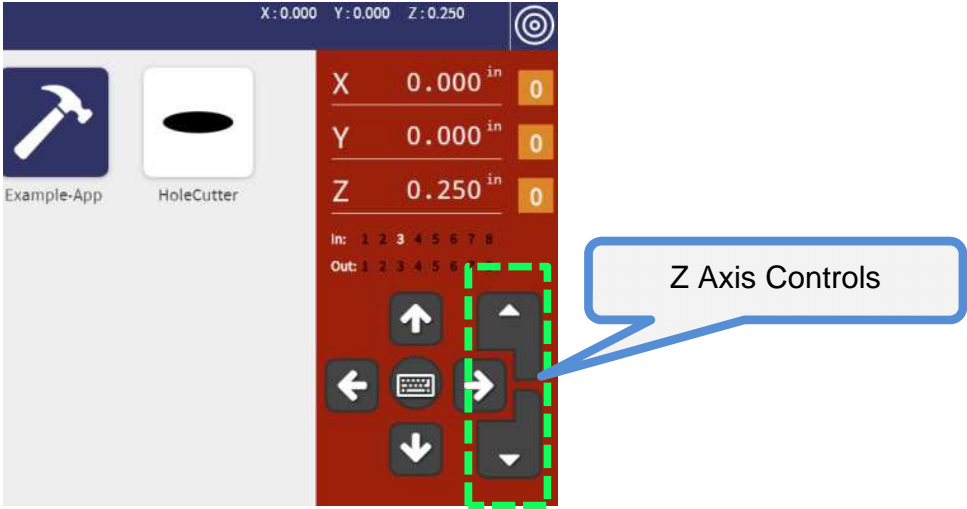 X:0.000 Y:0.000 Z:0.250
X 0.000 in 0
Y 0.000 in 0
Z 0.250 in 0
Example-App HoleCutter
In: 1 2 3 4 5 6 7 8
Out: 1 2 3 4 5 6
Z Axis Controls